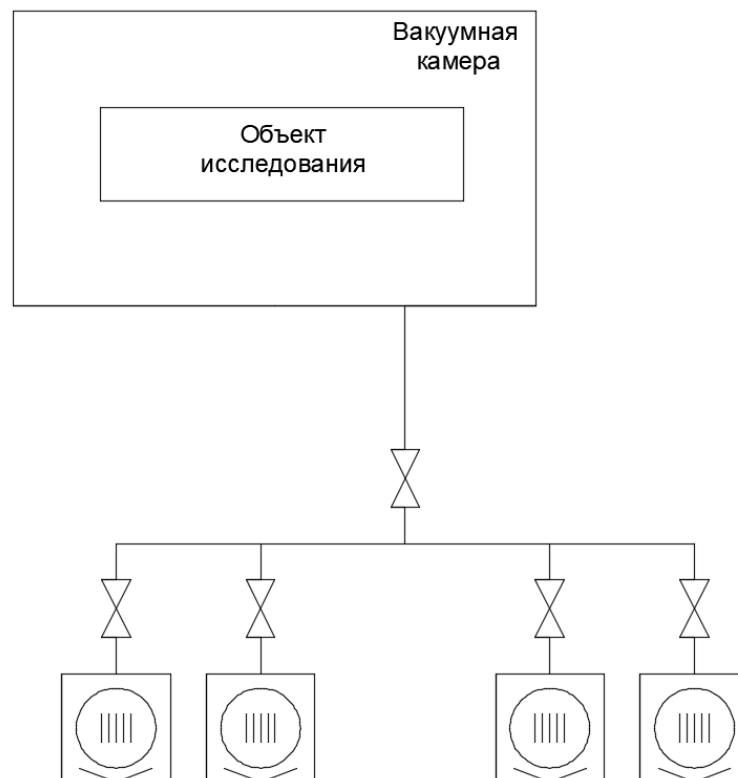 Вакуумная
камера
Объект
исследования